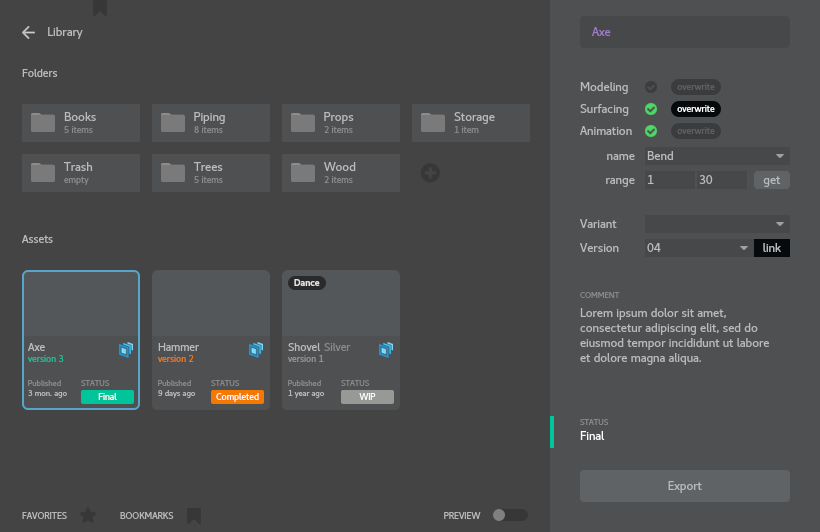 Library
Folders
Books
5 items
Piping
8 items
Props
2 items
Storage
1 item
Trash
empty
Trees
5 items
Wood
2 items
Assets
Axe
version 3
Published
3 mon. ago
STATUS
Final
Hammer
version 2
Published
9 days ago
STATUS
Completed
Dance
Shovel Silver
version 1
Published
1 year ago
STATUS
WIP
FAVORITES
BOOKMARKS
PREVIEW
Axe
Modeling overwrite
Surfacing overwrite
Animation overwrite
name Bend
range 1 30 get
Variant
Version 04 link
COMMENT
Lorem ipsum dolor sit amet,
consectetur adipiscing elit, sed do
eiusmod tempor incididunt ut labore
et dolore magna aliqua.
STATUS
Final
Export